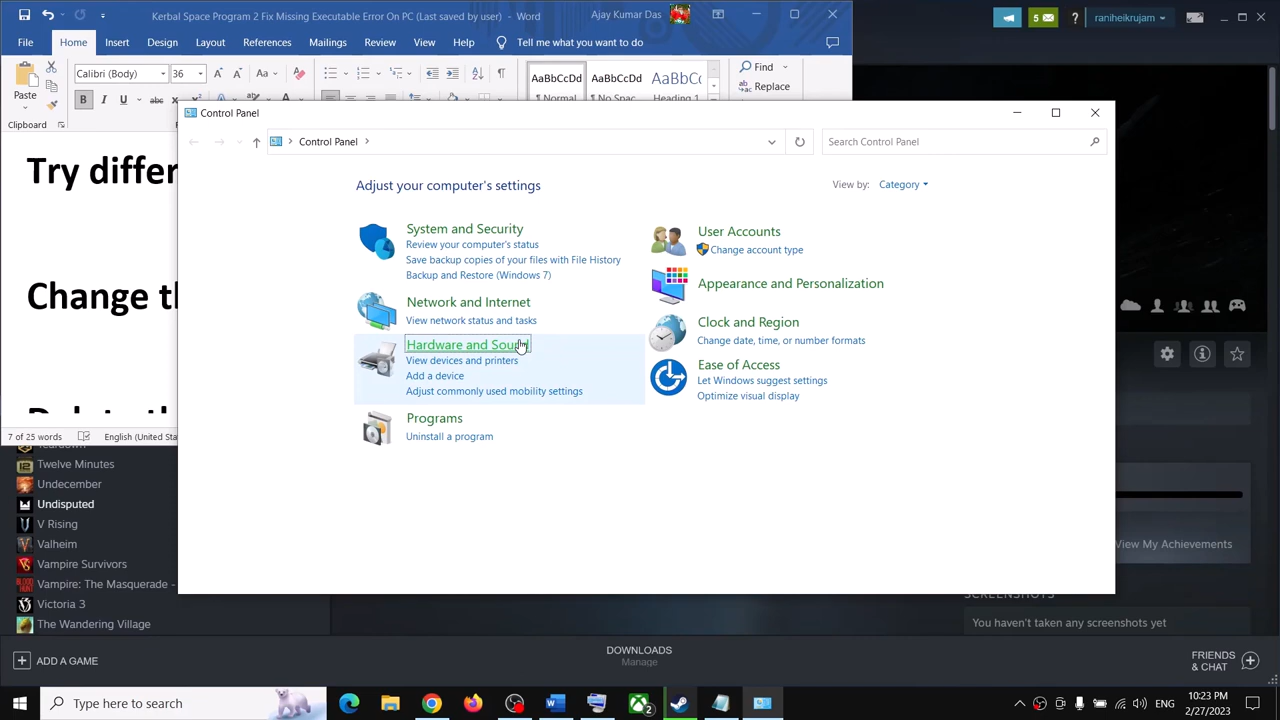 Kerbal Space Program 2 Fix Missing Executable Error On PC (Last saved by user) - Word
Ajay Kumar Das
5
?
raniheikrujam
File Home Insert Design Layout References Mailings Review View Help Tell me what you want to do
Paste
Calibri (Body) 36
Aa
B I U abc
Clipboard
AaBbCcDd AaBbCcDd
¶ Normal ¶ No Spac... Heading 1
Find
Replace
Control Panel
Control Panel
Search Control Panel
Try differ
Change t
Adjust your computer's settings
View by: Category
System and Security
Review your computer's status
Save backup copies of your files with File History
Backup and Restore (Windows 7)
Network and Internet
View network status and tasks
Hardware and Sound
View devices and printers
Add a device
Adjust commonly used mobility settings
Programs
Uninstall a program
User Accounts
Change account type
Appearance and Personalization
Clock and Region
Change date, time, or number formats
Ease of Access
Let Windows suggest settings
Optimize visual display
7 of 25 words English (United Sta
Twelve Minutes
Undecember
Undisputed
V Rising
Valheim
Vampire Survivors
Vampire: The Masquerade -
Victoria 3
The Wandering Village
View My Achievements
SCREENSHOTS
You haven't taken any screenshots yet
ADD A GAME
DOWNLOADS
Manage
FRIENDS
& CHAT
Type here to search
2
ENG
10:23 PM
2/27/2023